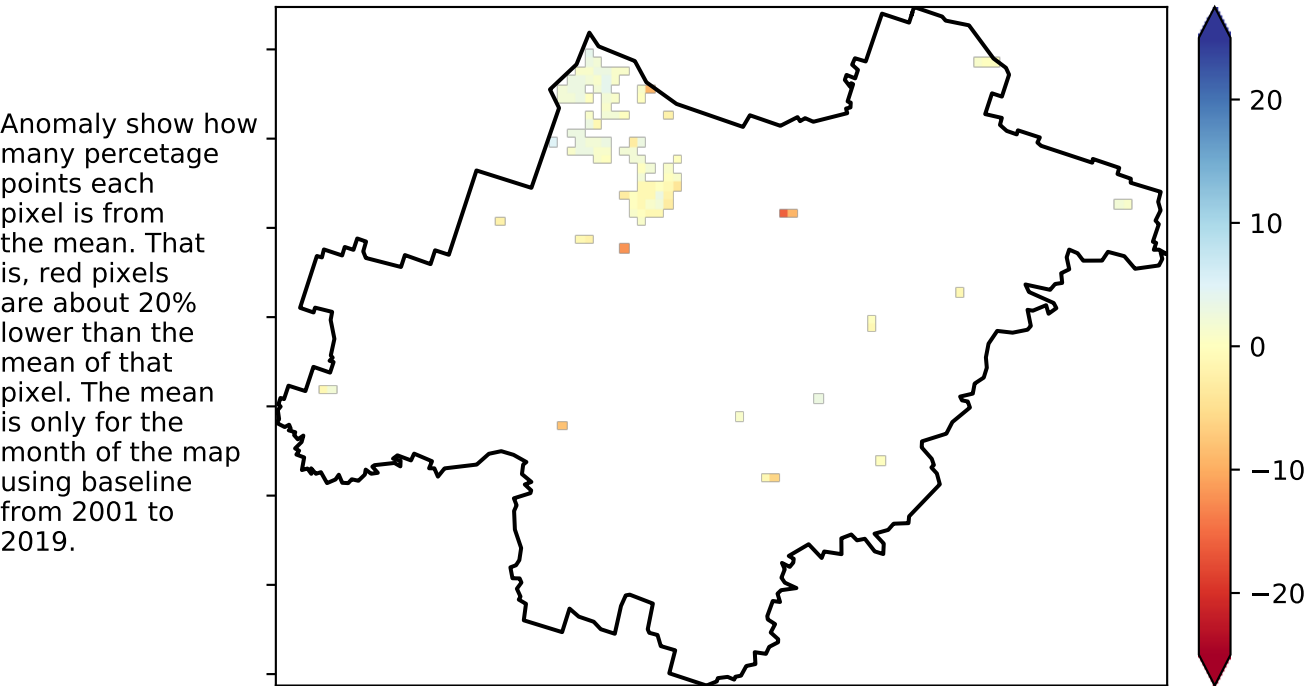 Anomaly show how
many percetage
points each
pixel is from
the mean. That
is, red pixels
are about 20%
lower than the
mean of that
pixel. The mean
is only for the
month of the map
using baseline
from 2001 to
2019.
20
10
0
−10
−20